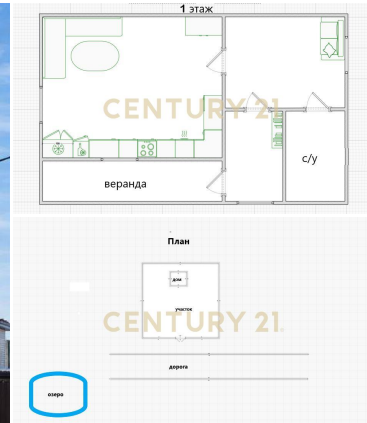 1 этаж
CENTURY 21
с/у
веранда
План
дом
участок
CENTURY 21.
дорога
озеро